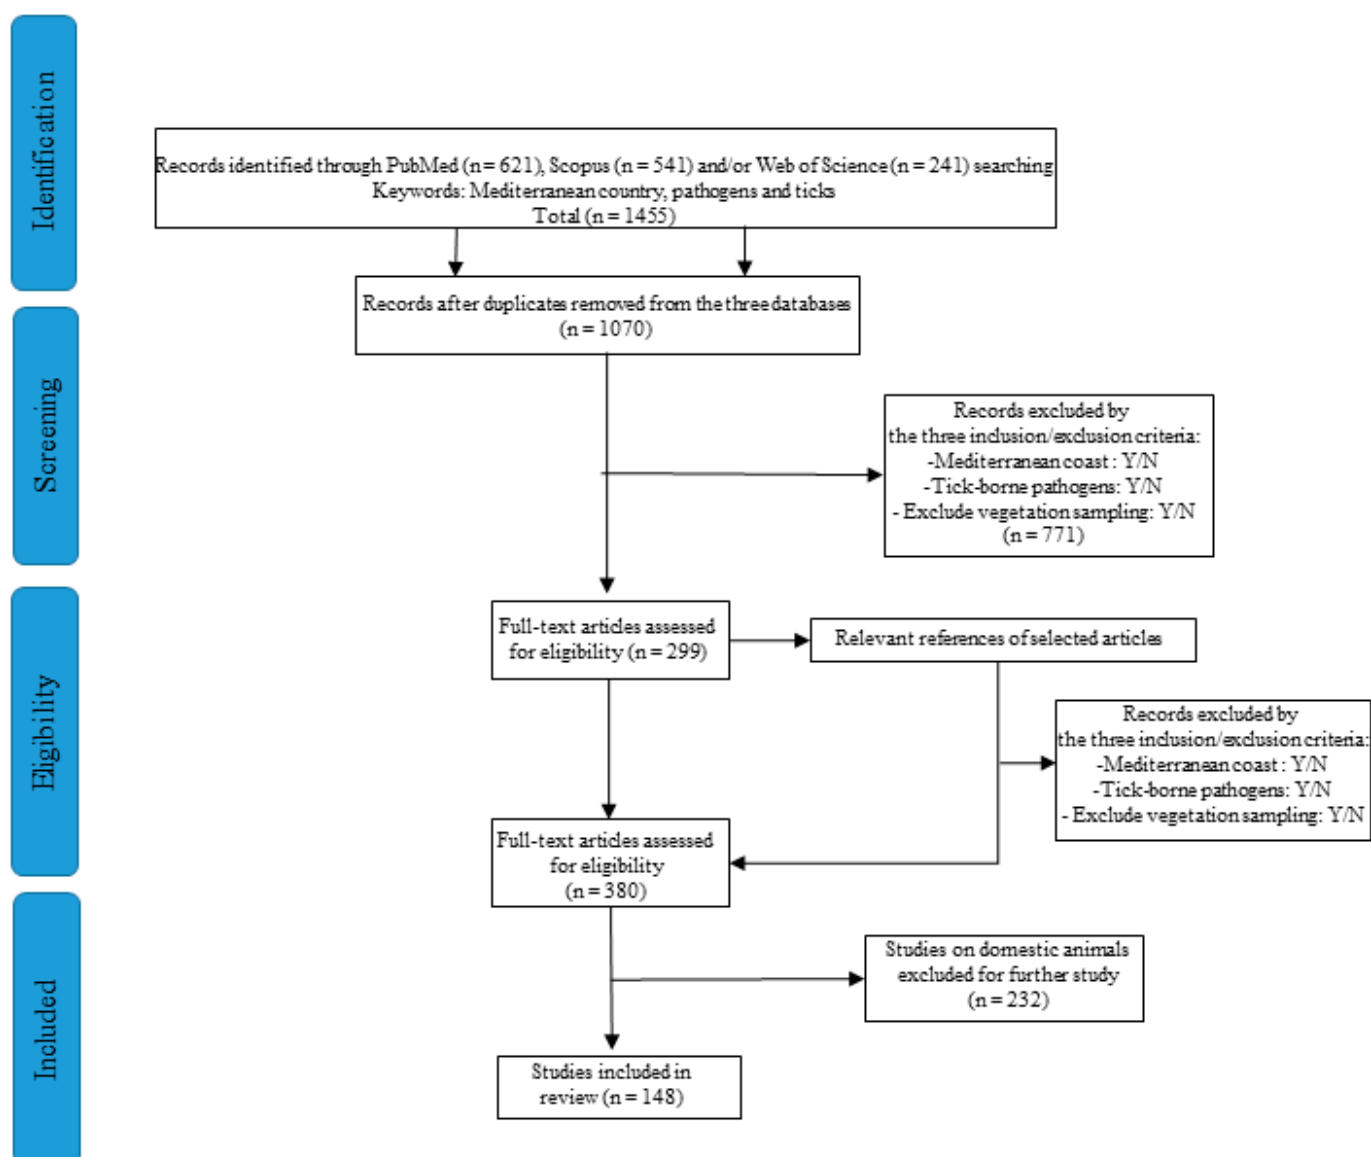 Identification
Records identified through PubMed (n = 621), Scopus (n = 541) and/or Web of Science (n = 241) searching
Keywords: Mediterranean country, pathogens and ticks
Total (n = 1455)
Records after duplicates removed from the three databases
(n = 1070)
Screening
Records excluded by
the three inclusion/exclusion criteria:
-Mediterranean coast : Y/N
-Tick-borne pathogens: Y/N
- Exclude vegetation sampling: Y/N
(n = 771)
Eligibility
Full-text articles assessed
for eligibility (n = 299)
Relevant references of selected articles
Records excluded by
the three inclusion/exclusion criteria:
-Mediterranean coast : Y/N
-Tick-borne pathogens: Y/N
- Exclude vegetation sampling: Y/N
Full-text articles assessed
for eligibility
(n = 380)
Included
Studies on domestic animals
excluded for further study
(n = 232)
Studies included in
review (n = 148)